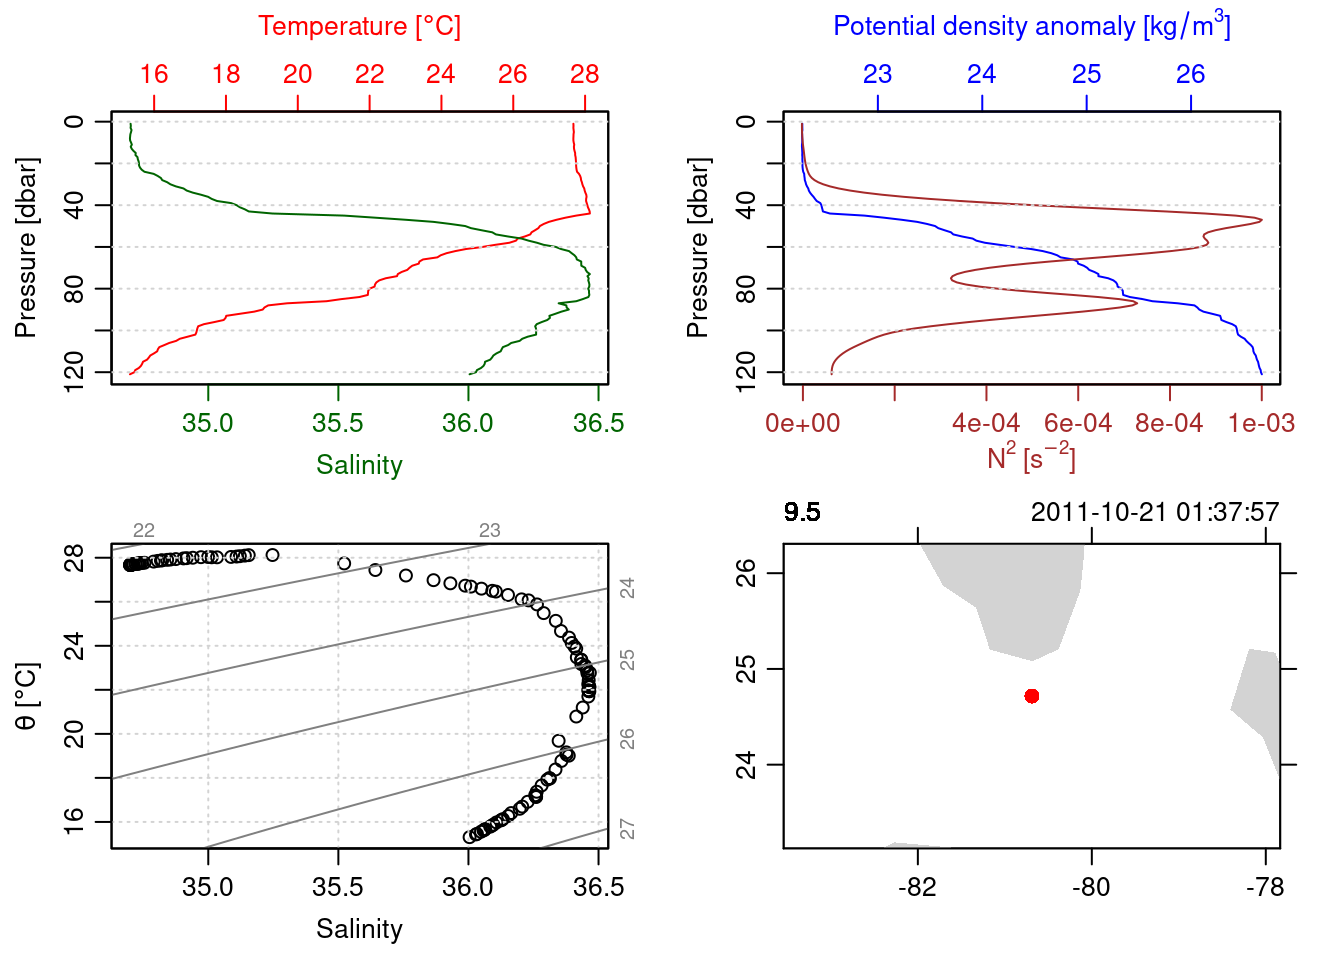 Temperature [°C]
16 18 20 22 24 26 28
0
40
80
120
Pressure [dbar]
35.0 35.5 36.0 36.5
Salinity
Potential density anomaly [kg/m³]
23 24 25 26
0
40
80
120
Pressure [dbar]
0e+00 4e-04 6e-04 8e-04 1e-03
N² [s⁻²]
22 23
28
24
20
16
θ [°C]
24
25
26
27
35.0 35.5 36.0 36.5
Salinity
9.5 2011-10-21 01:37:57
26
25
24
-82 -80 -78